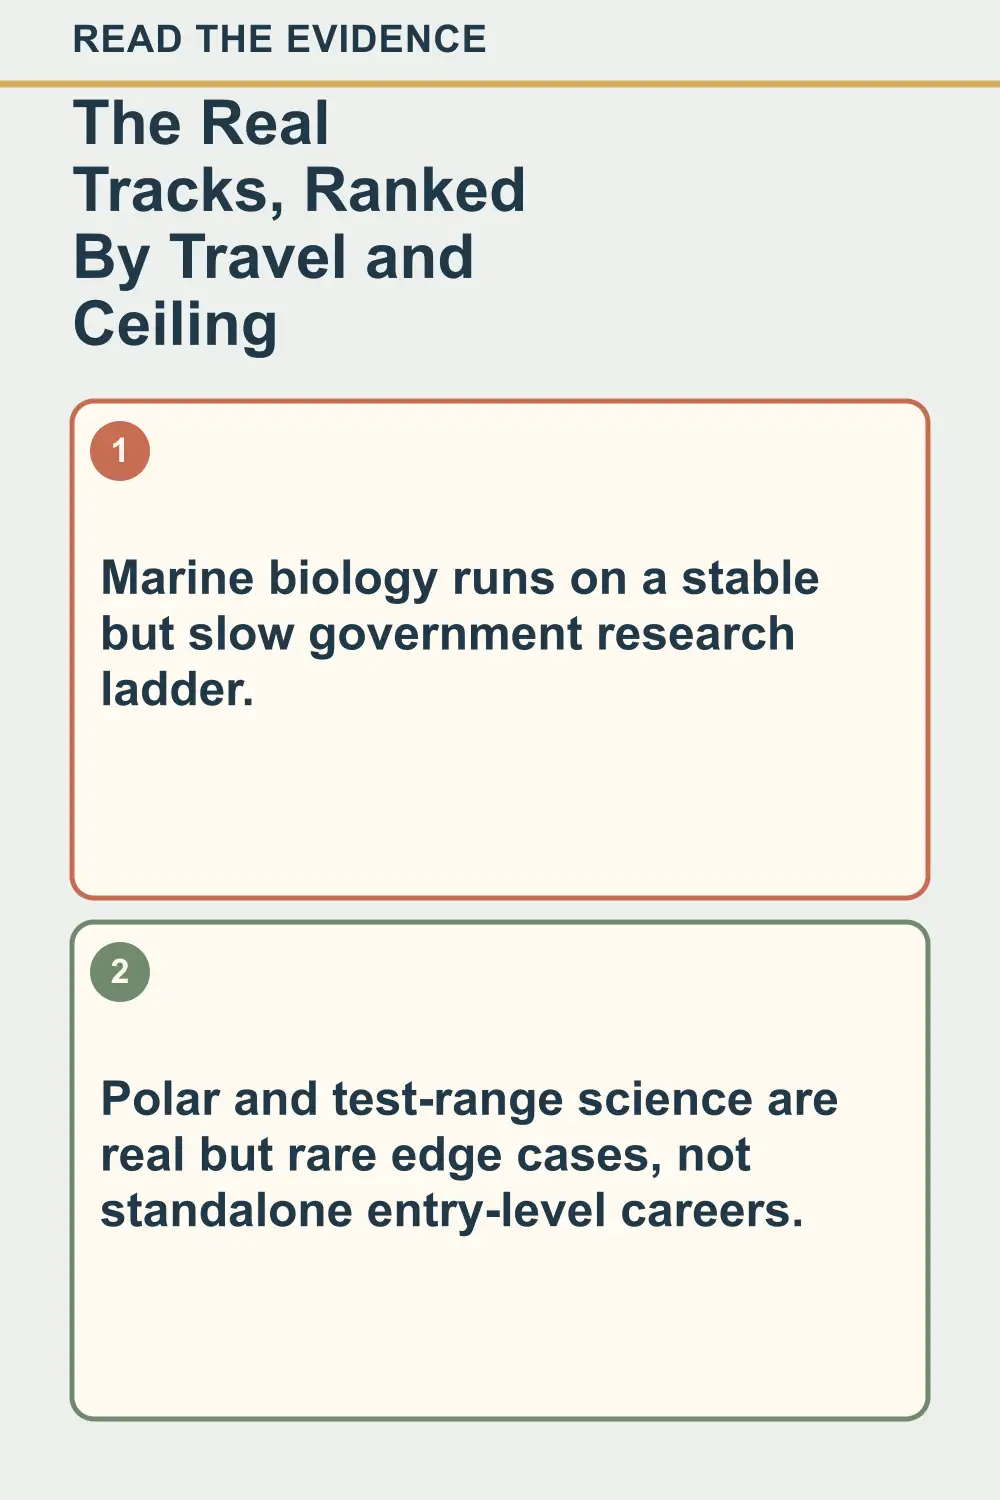 READ THE EVIDENCE
The Real
Tracks, Ranked
By Travel and
Ceiling
1
Marine biology runs on a stable
but slow government research
ladder.
2
Polar and test-range science are
real but rare edge cases, not
standalone entry-level careers.